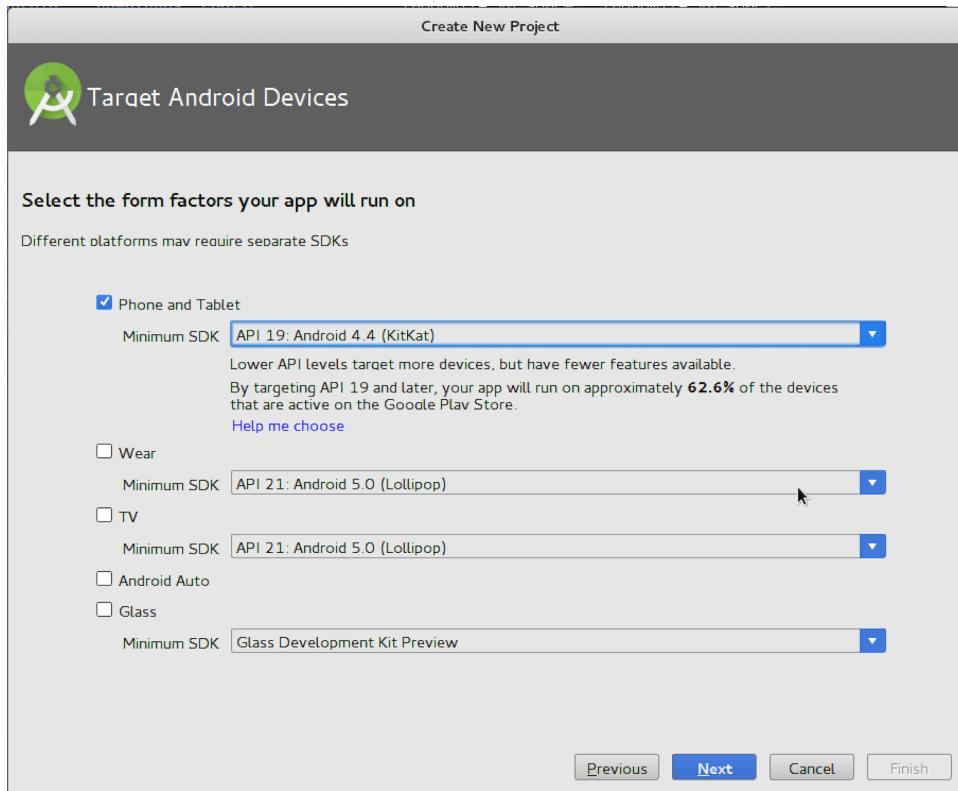 Create New Project
Target Android Devices
Select the form factors your app will run on
Different platforms may require separate SDKs
Phone and Tablet
Minimum SDK API 19: Android 4.4 (KitKat)
Lower API levels target more devices, but have fewer features available.
By targeting API 19 and later, your app will run on approximately 62.6% of the devices
that are active on the Google Play Store.
Help me choose
Wear
Minimum SDK API 21: Android 5.0 (Lollipop)
TV
Minimum SDK API 21: Android 5.0 (Lollipop)
Android Auto
Glass
Minimum SDK Glass Development Kit Preview
Previous Next Cancel Finish